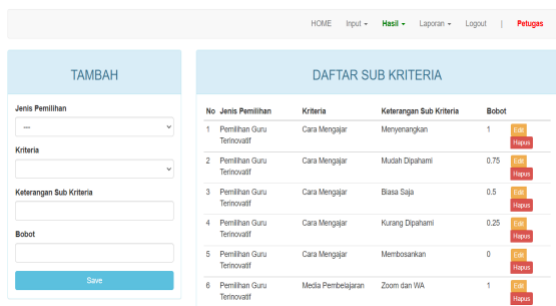 HOME Input Hasil Laporan Logout | Petugas
TAMBAH
Jenis Pemilihan
---
Kriteria
Keterangan Sub Kriteria
Bobot
Save
DAFTAR SUB KRITERIA
No Jenis Pemilihan Kriteria Keterangan Sub Kriteria Bobot
1 Pemilihan Guru Cara Mengajar Menyenangkan 1 Edit
Terinovatif Hapus
2 Pemilihan Guru Cara Mengajar Mudah Dipahami 0.75 Edit
Terinovatif Hapus
3 Pemilihan Guru Cara Mengajar Biasa Saja 0.5 Edit
Terinovatif Hapus
4 Pemilihan Guru Cara Mengajar Kurang Dipahami 0.25 Edit
Terinovatif Hapus
5 Pemilihan Guru Cara Mengajar Membosankan 0 Edit
Terinovatif Hapus
6 Pemilihan Guru Media Pembelajaran Zoom dan WA 1 Edit
Terinovatif Hapus